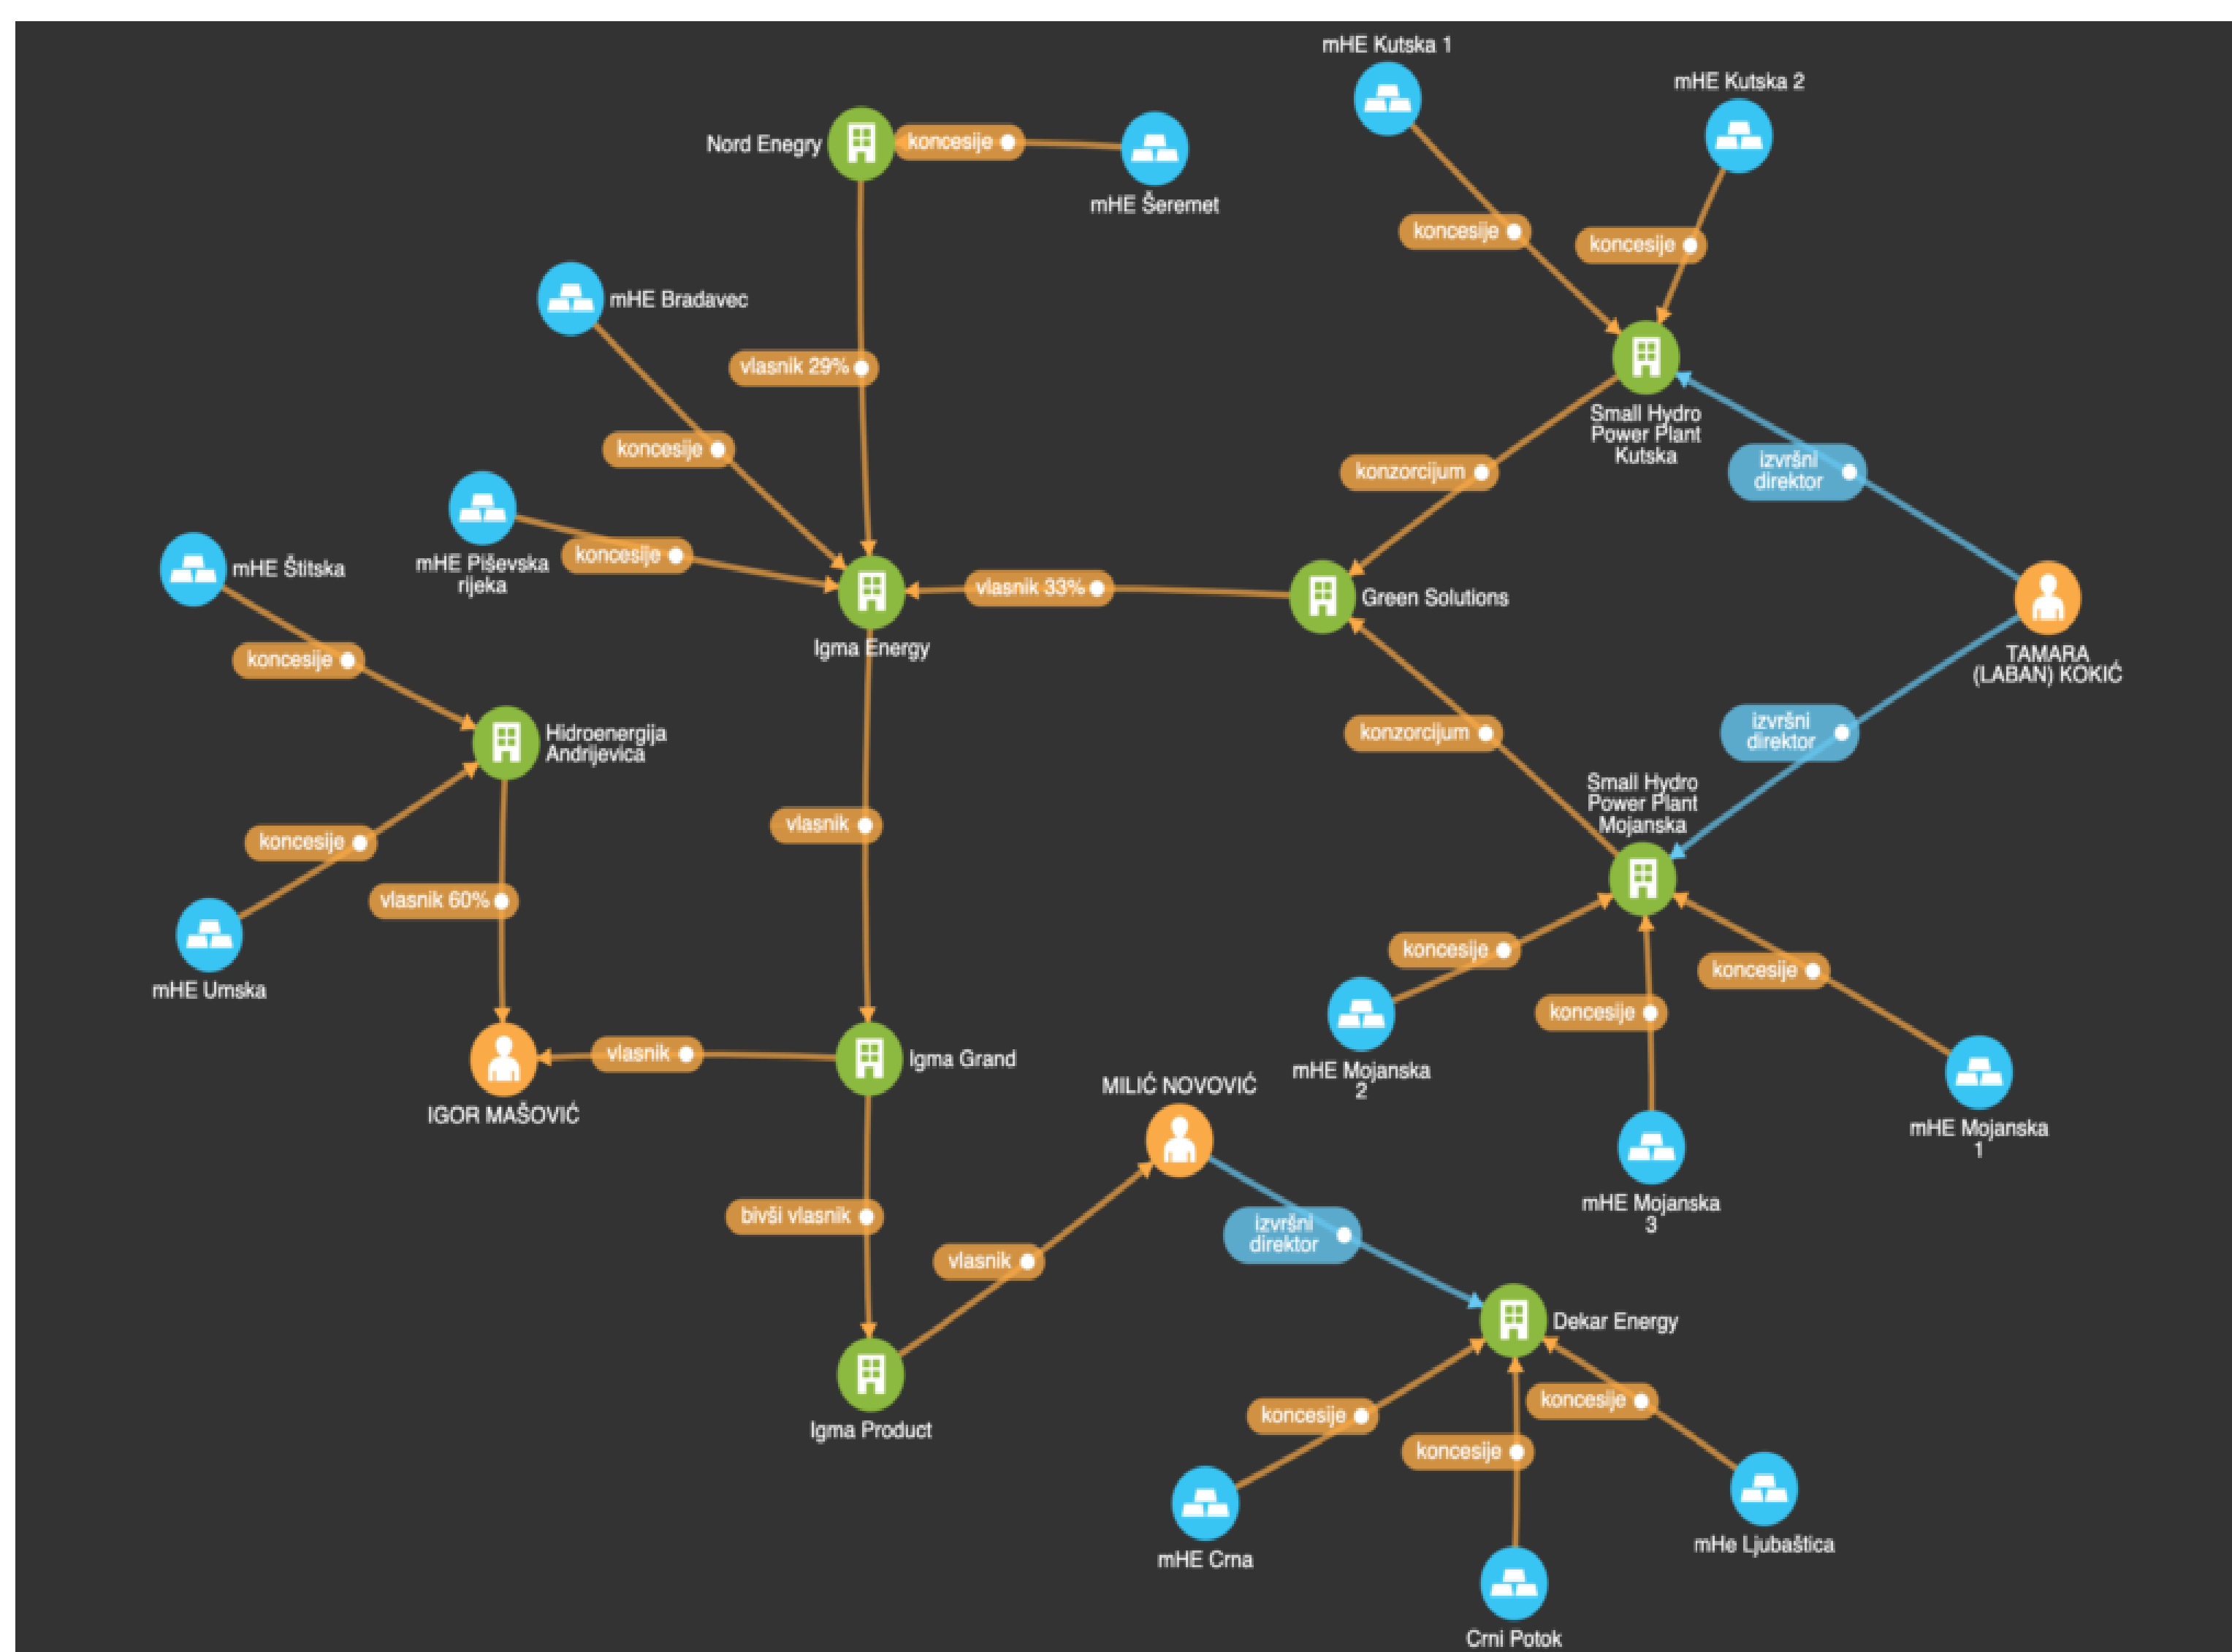 mHE Kutska 1
mHE Kutska 2
Nord Enegry
koncesije
mHE Šeremet
koncesije
koncesije
mHE Bradavec
vlasnik 29%
Small Hydro
Power Plant
Kutska
koncesije
konzorcijum
izvršni
direktor
mHE Štitska
mHE Piševska
rijeka
koncesije
vlasnik 33%
Green Solutions
Igma Energy
koncesije
TAMARA
(LABAN) KOKIĆ
Hidroenergija
Andrijevica
konzorcijum
izvršni
direktor
Small Hydro
Power Plant
Mojanska
koncesije
vlasnik
vlasnik 60%
mHE Umska
koncesije
koncesije
koncesije
vlasnik
Igma Grand
IGOR MAŠOVIĆ
MILIĆ NOVOVIĆ
mHE Mojanska
2
mHE Mojanska
1
mHE Mojanska
3
bivši vlasnik
izvršni
direktor
vlasnik
Dekar Energy
Igma Product
koncesije
koncesije
koncesije
mHE Crna
mHe Ljubaštica
Crni Potok